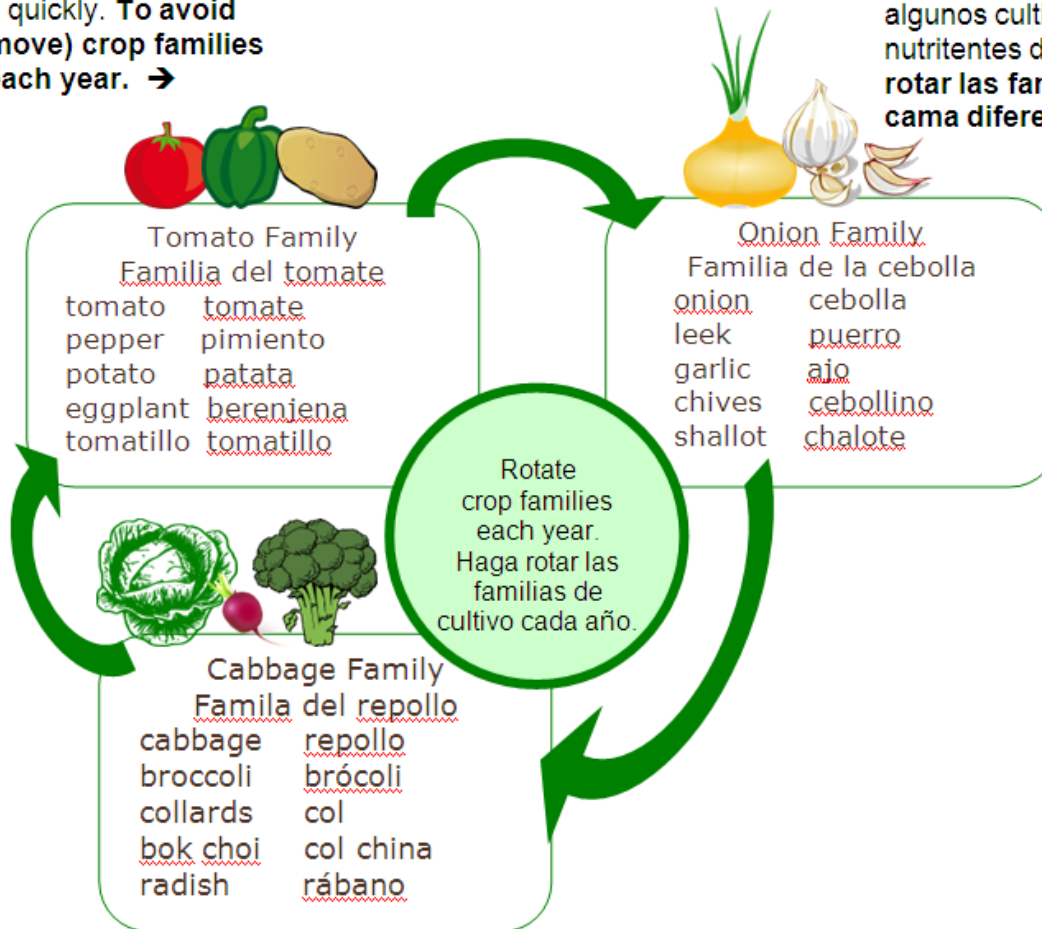 quickly. To avoid
move) crop families
each year. →
algunos culti
nutritentes d
rotar las fam
cama difere
Tomato Family
Familia del tomate
tomato tomate
pepper pimiento
potato patata
eggplant berenjena
tomatillo tomatillo
Onion Family
Familia de la cebolla
onion cebolla
leek puerro
garlic ajo
chives cebollino
shallot chalote
Rotate
crop families
each year.
Haga rotar las
familias de
cultivo cada año.
Cabbage Family
Famila del repollo
cabbage repollo
broccoli brócoli
collards col
bok choi col china
radish rábano